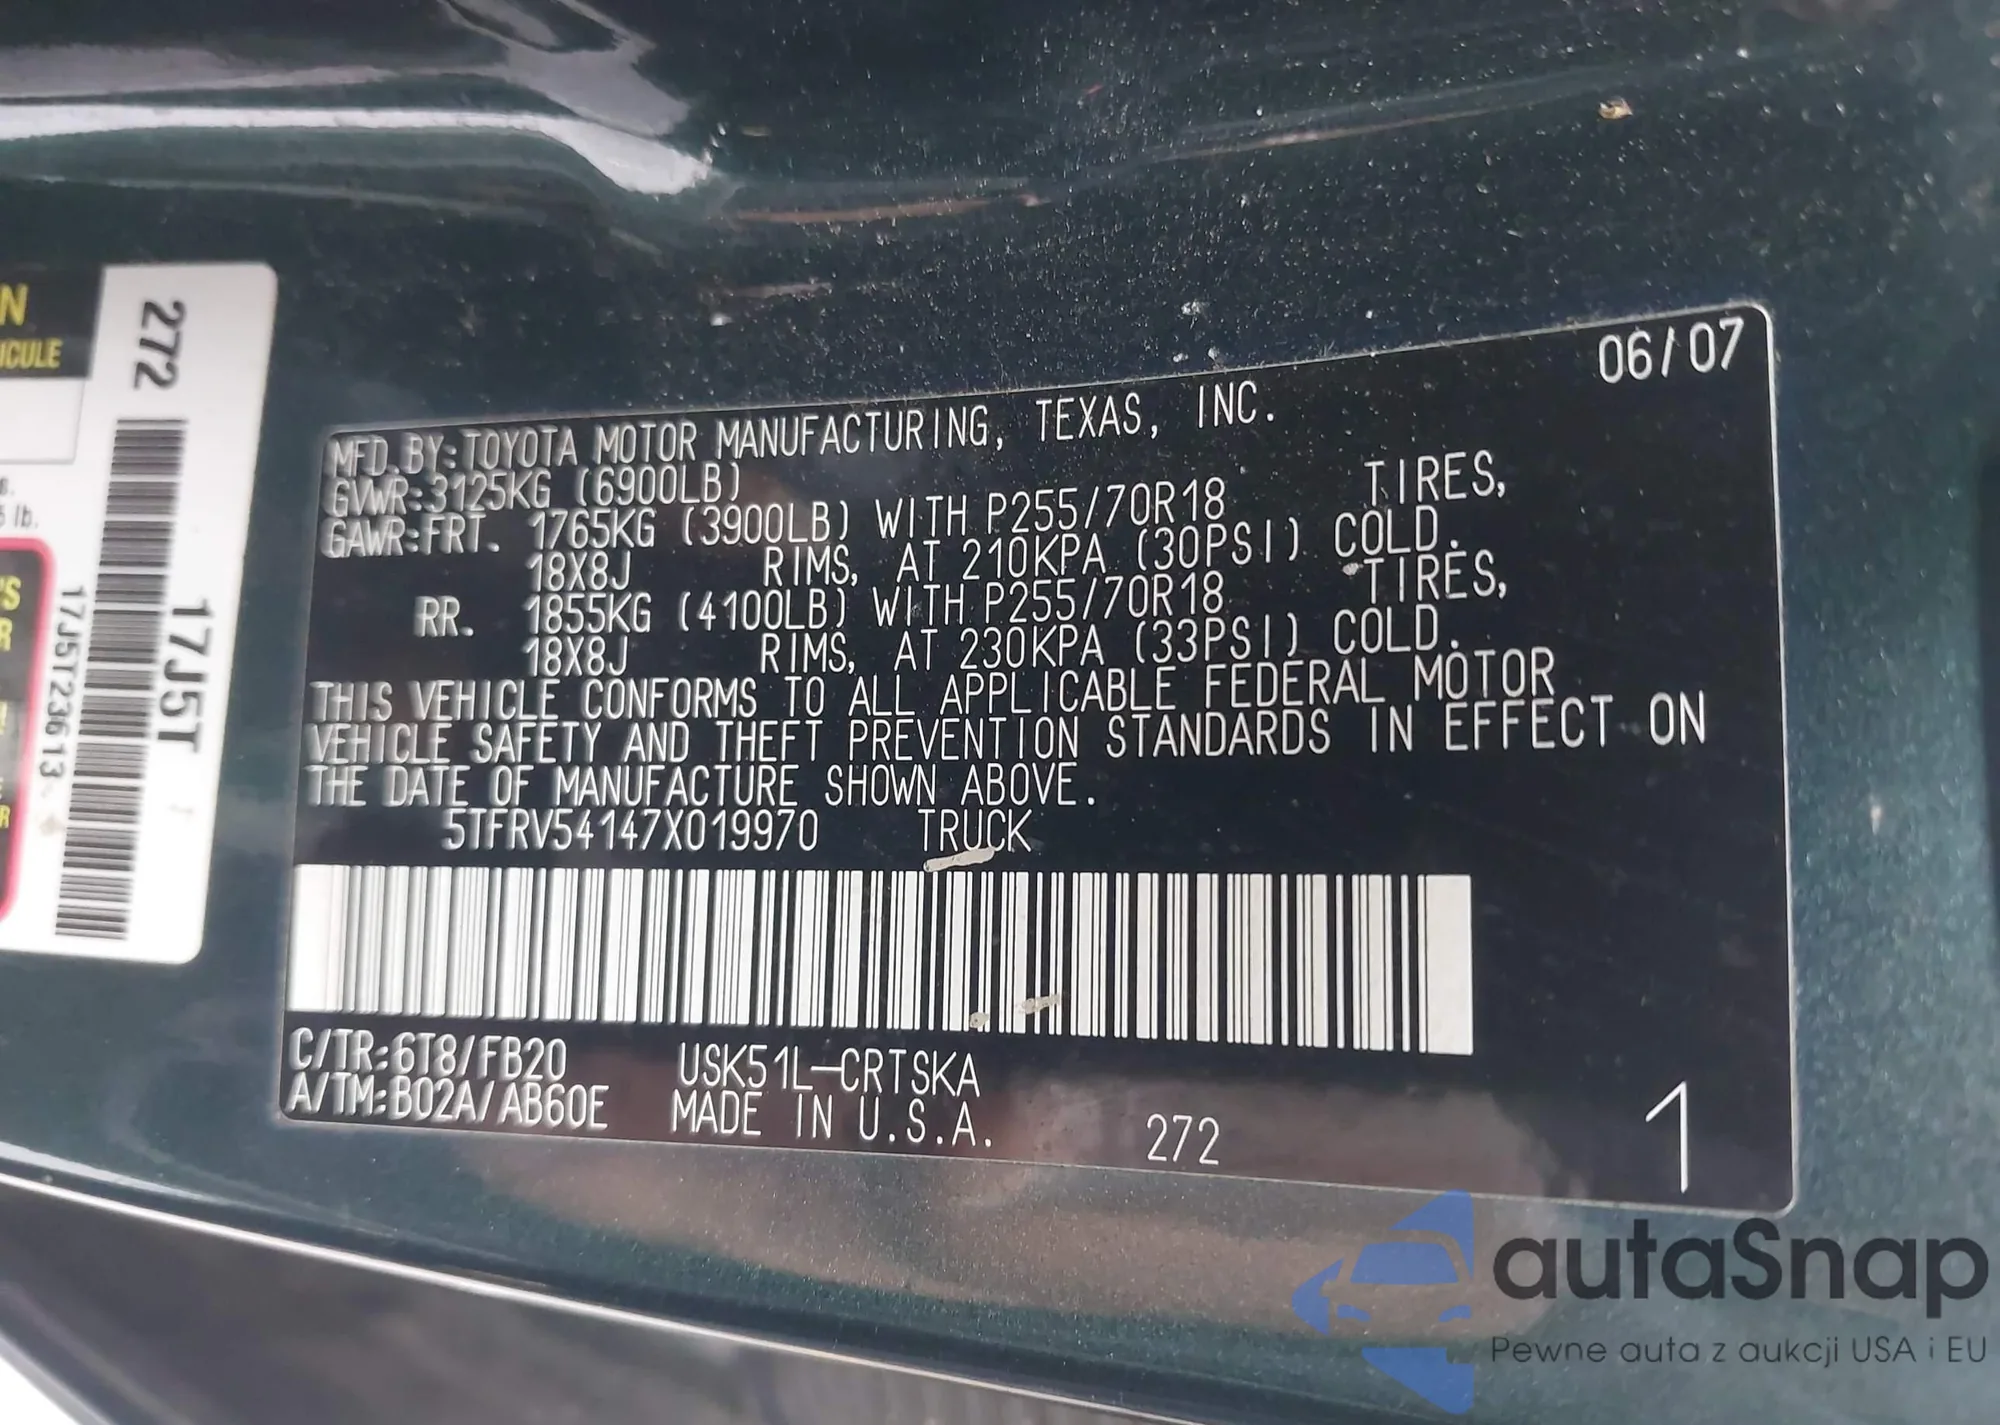 N
ICULE
272
17J5T
17J5T23613
5 lb.
06/07
MFD. BY: TOYOTA MOTOR MANUFACTURING, TEXAS, INC.
GVWR: 3125KG (6900LB)
GAWR: FRT. 1765KG (3900LB) WITH P255/70R18 TIRES,
18X8J RIMS, AT 210KPA (30PSI) COLD.
RR. 1855KG (4100LB) WITH P255/70R18 TIRES,
18X8J RIMS, AT 230KPA (33PSI) COLD.
THIS VEHICLE CONFORMS TO ALL APPLICABLE FEDERAL MOTOR
VEHICLE SAFETY AND THEFT PREVENTION STANDARDS IN EFFECT ON
THE DATE OF MANUFACTURE SHOWN ABOVE.
5TFRV54147X019970 TRUCK
C/TR: 6T8/FB20 USK51L-CRTSKA
A/TM: B02A/AB60E MADE IN U.S.A. 272
1
autaSnap
Pewne auta z aukcji USA i EU